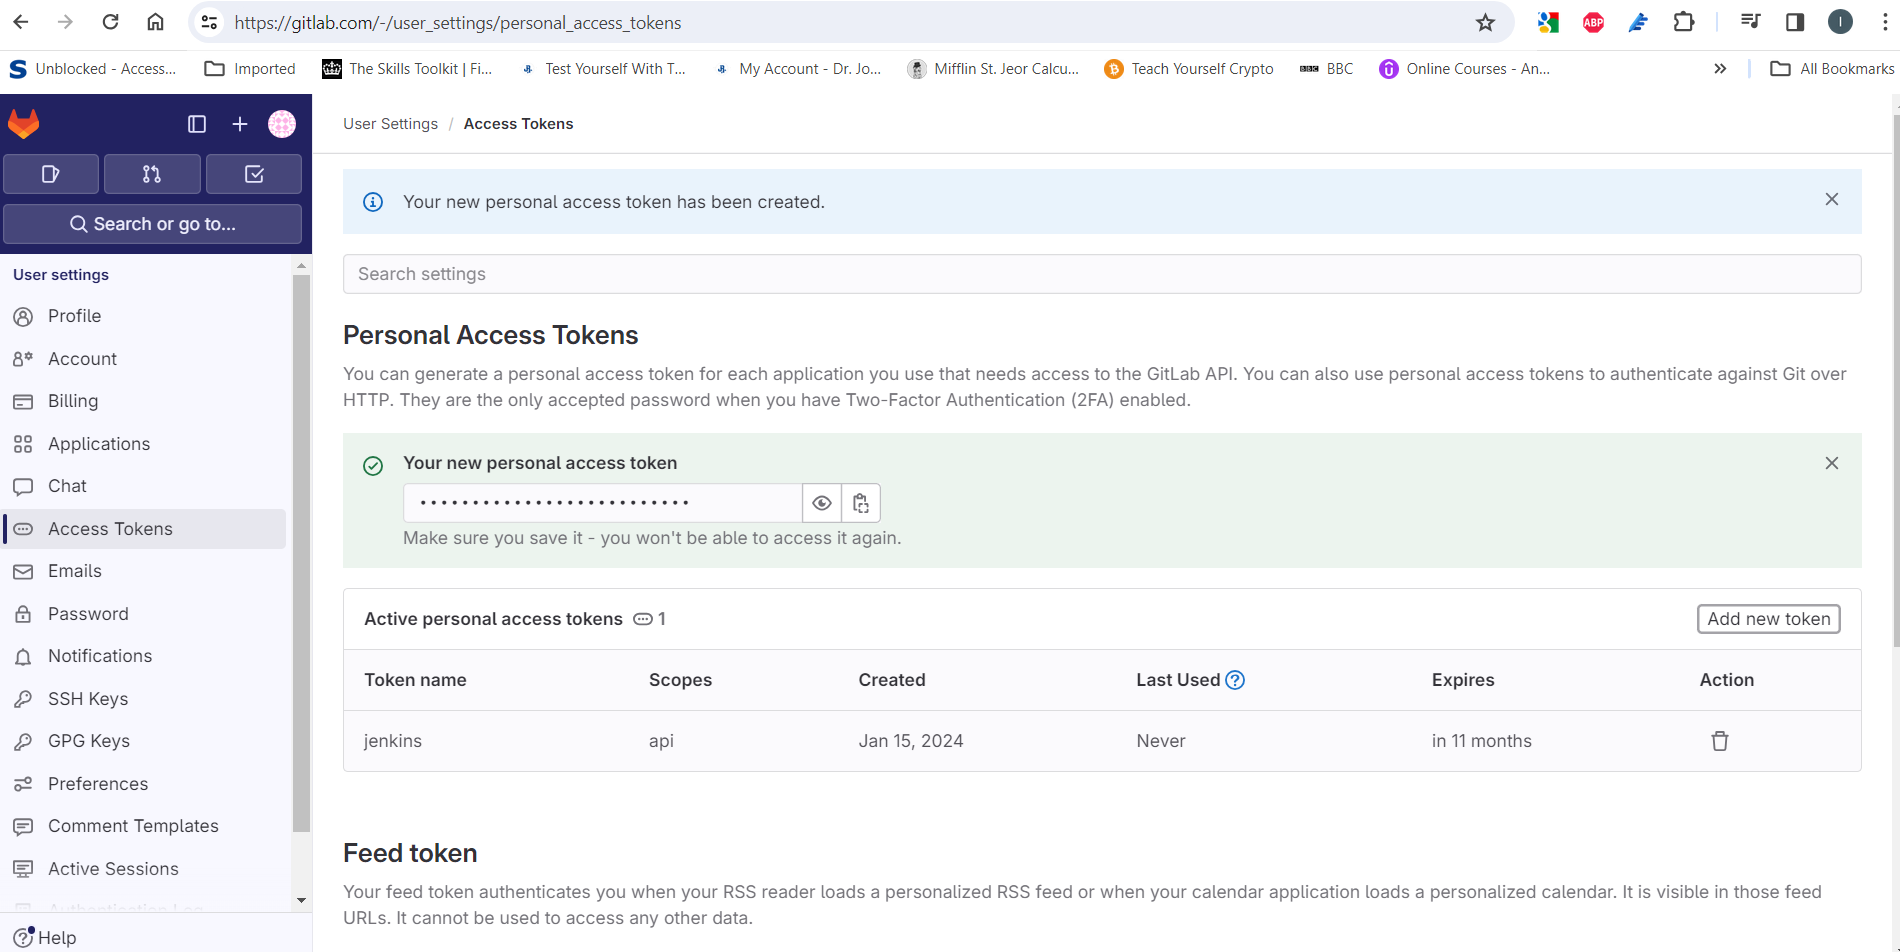 https://gitlab.com/-/user_settings/personal_access_tokens
ABP
I
S Unblocked - Access... Imported The Skills Toolkit | Fi... Test Yourself With T... My Account - Dr. Jo... Mifflin St. Jeor Calcu... Teach Yourself Crypto BBC BBC Online Courses - An... » All Bookmarks
User Settings / Access Tokens
Search or go to...
User settings
Profile
Account
Billing
Applications
Chat
Access Tokens
Emails
Password
Notifications
SSH Keys
GPG Keys
Preferences
Comment Templates
Active Sessions
Authentication Log
Help
Your new personal access token has been created.
Search settings
Personal Access Tokens
You can generate a personal access token for each application you use that needs access to the GitLab API. You can also use personal access tokens to authenticate against Git over
HTTP. They are the only accepted password when you have Two-Factor Authentication (2FA) enabled.
Your new personal access token
••••••••••••••••••••••••••
Make sure you save it - you won't be able to access it again.
Active personal access tokens 1
Add new token
Token name Scopes Created Last Used Expires Action
jenkins api Jan 15, 2024 Never in 11 months
Feed token
Your feed token authenticates you when your RSS reader loads a personalized RSS feed or when your calendar application loads a personalized calendar. It is visible in those feed
URLs. It cannot be used to access any other data.